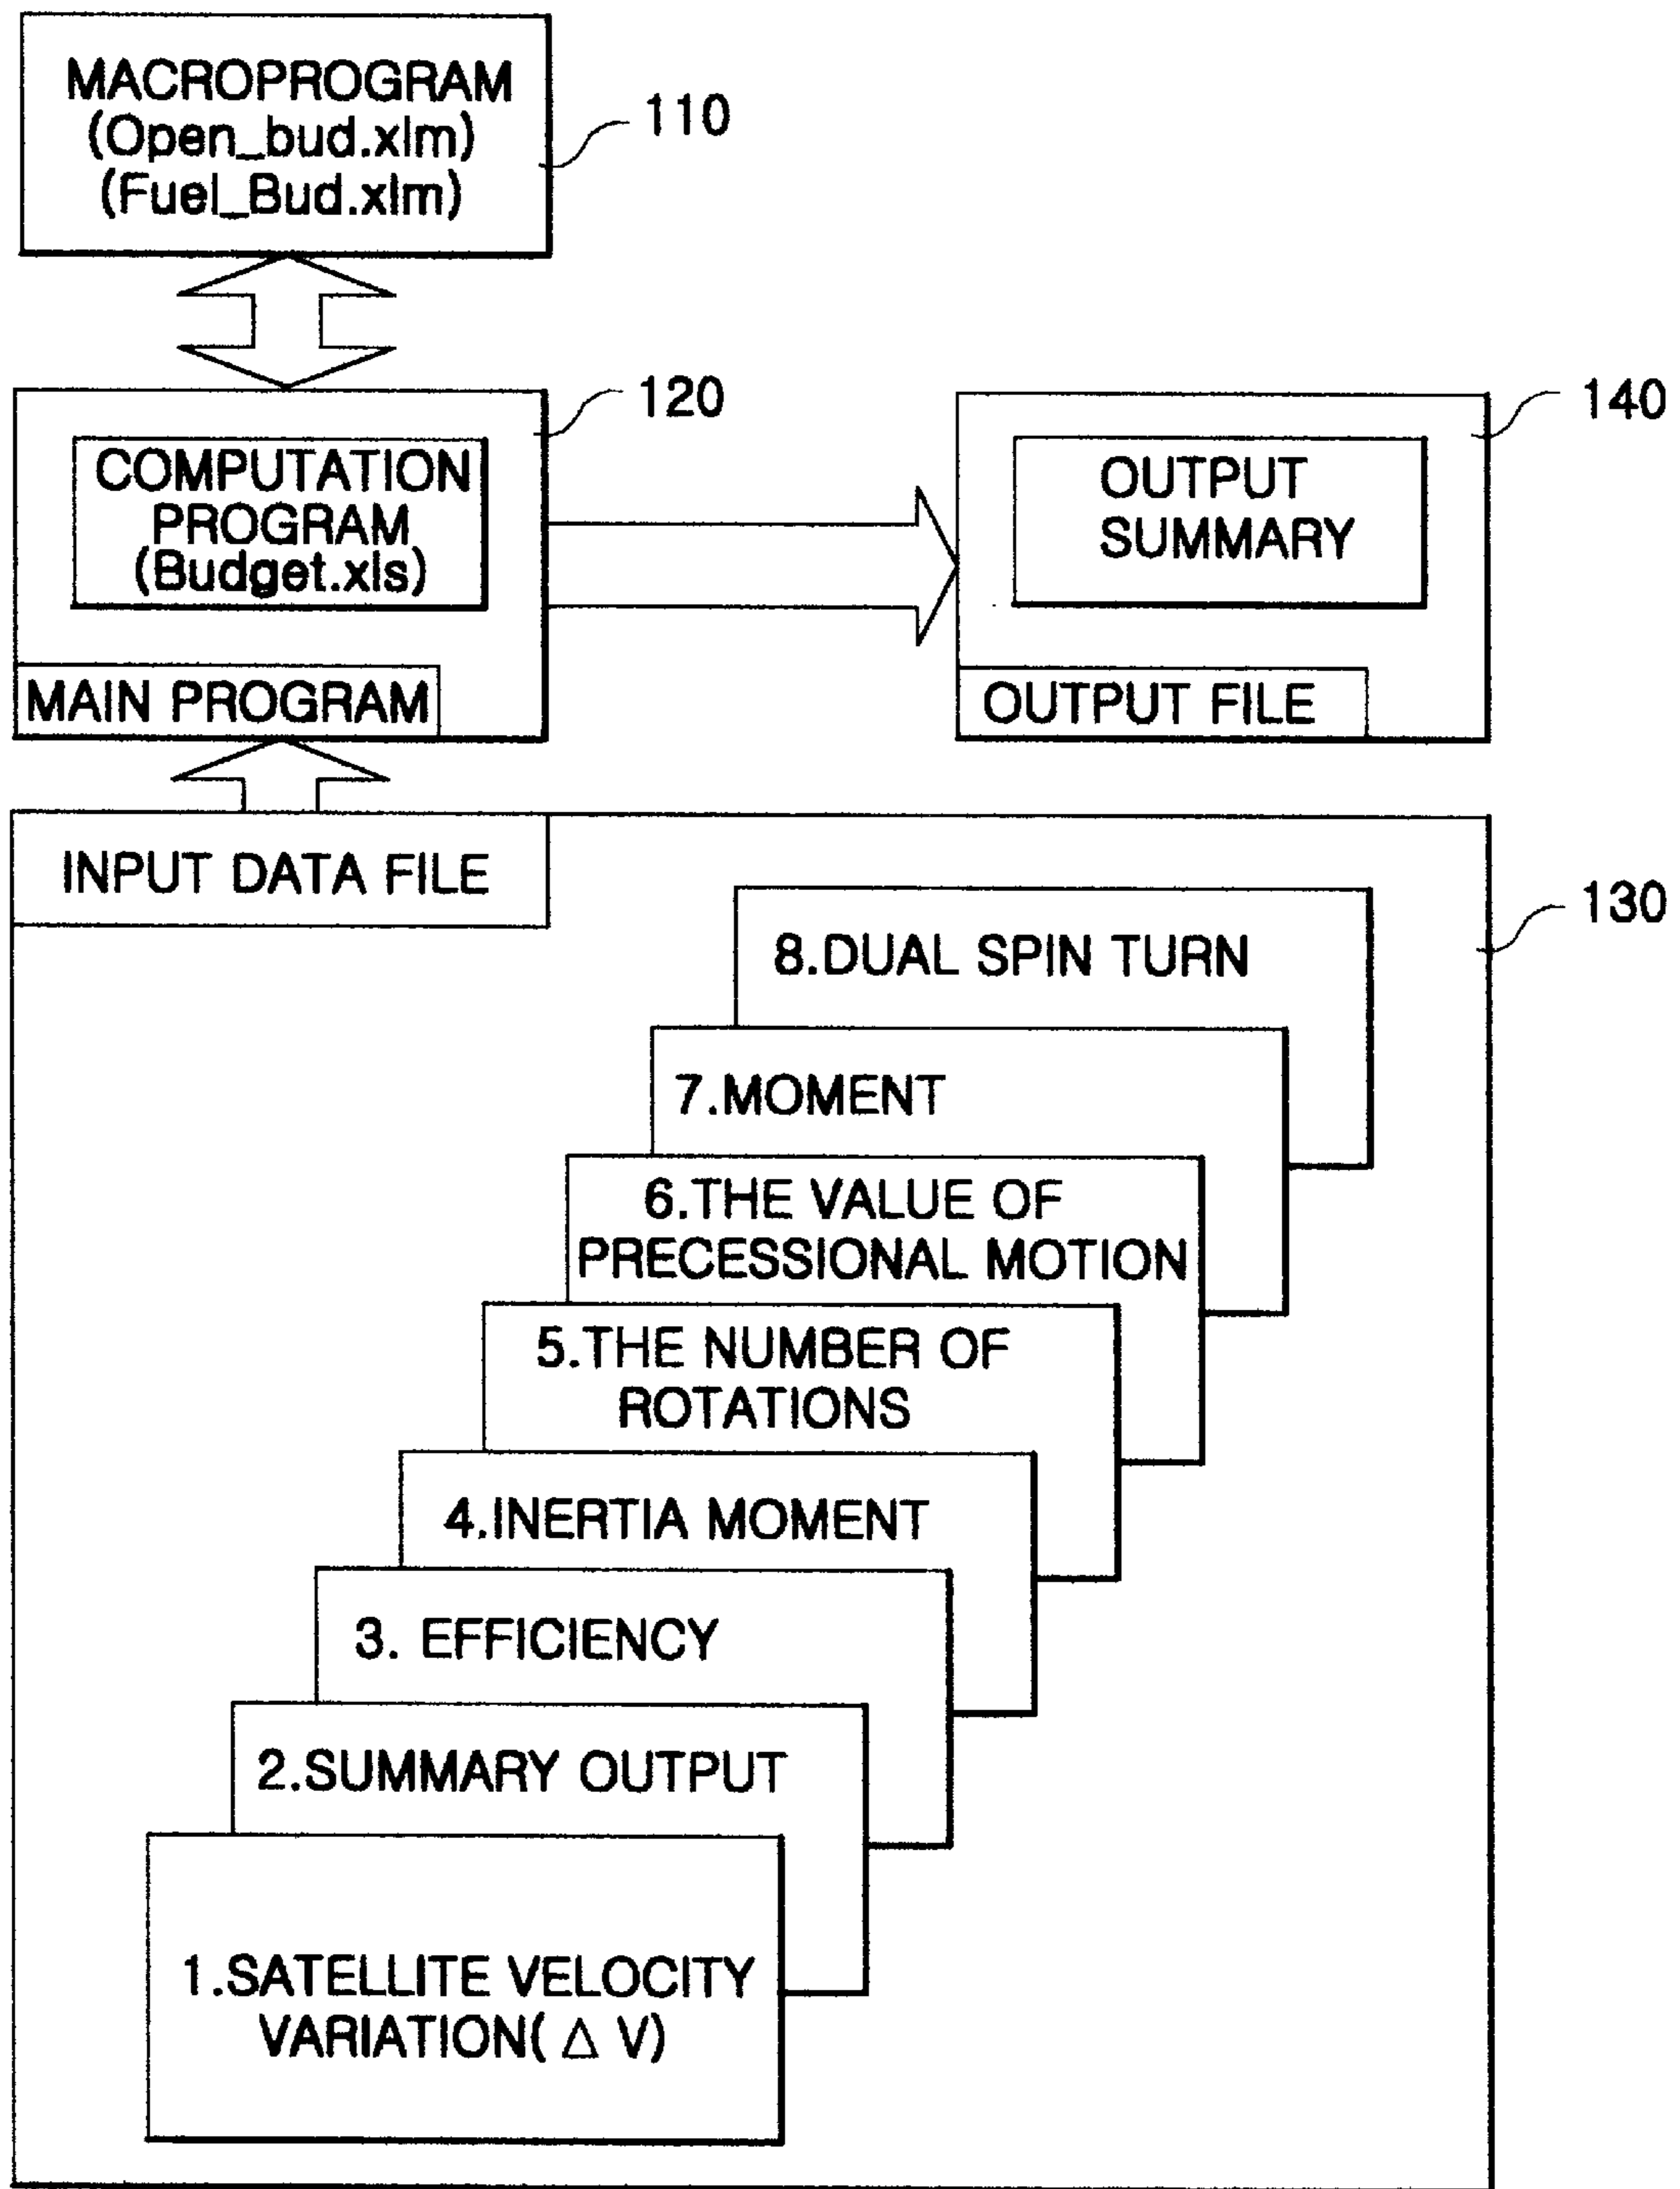 MACROPROGRAM
(Open_bud.xlm)
(Fuel_Bud.xlm)
110
COMPUTATION
PROGRAM
(Budget.xls)
MAIN PROGRAM
120
OUTPUT
SUMMARY
OUTPUT FILE
140
INPUT DATA FILE
130
8.DUAL SPIN TURN
7.MOMENT
6.THE VALUE OF
PRECESSIONAL MOTION
5.THE NUMBER OF
ROTATIONS
4.INERTIA MOMENT
3. EFFICIENCY
2.SUMMARY OUTPUT
1.SATELLITE VELOCITY
VARIATION( Δ V)